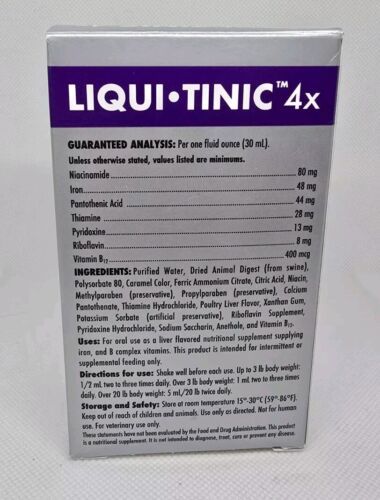 LIQUI•TINIC™ 4x
GUARANTEED ANALYSIS: Per one fluid ounce (30 mL).
Unless otherwise stated, values listed are minimums.
Niacinamide 80 mg
Iron 48 mg
Pantothenic Acid 44 mg
Thiamine 28 mg
Pyridoxine 13 mg
Riboflavin 8 mg
Vitamin B12 400 mcg
INGREDIENTS: Purified Water, Dried Animal Digest (from swine),
Polysorbate 80, Caramel Color, Ferric Ammonium Citrate, Citric Acid, Niacin,
Methylparaben (preservative), Propylparaben (preservative), Calcium
Pantothenate, Thiamine Hydrochloride, Poultry Liver Flavor, Xanthan Gum,
Potassium Sorbate (artificial preservative), Riboflavin Supplement,
Pyridoxine Hydrochloride, Sodium Saccharin, Anethole, and Vitamin B12.
Uses: For oral use as a liver flavored nutritional supplement supplying
iron, and B complex vitamins. This product is intended for intermittent or
supplemental feeding only.
Directions for use: Shake well before each use. Up to 3 lb body weight:
1/2 mL two to three times daily. Over 3 lb body weight: 1 mL two to three times
daily. Over 20 lb body weight: 5 mL/20 lb twice daily.
Storage and Safety: Store at room temperature 15°-30°C (59°-86°F).
Keep out of reach of children and animals. Use only as directed. Not for human
use. For veterinary use only.
These statements have not been evaluated by the Food and Drug Administration. This product
is a nutritional supplement. It is not intended to diagnose, treat, cure or prevent any disease.